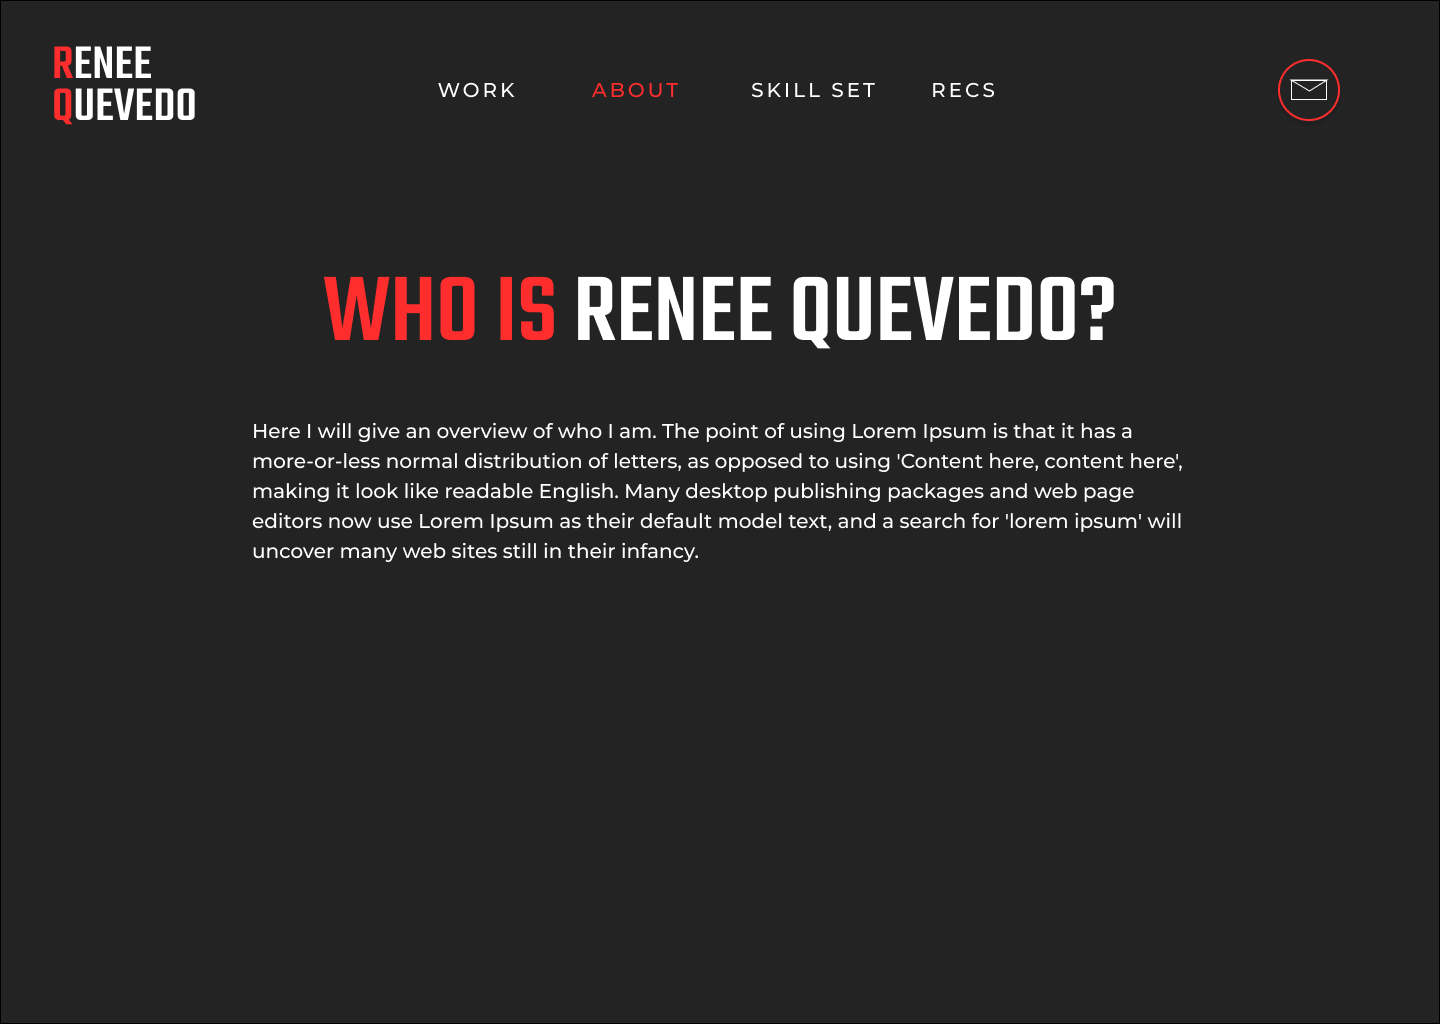 RENEE
QUEVEDO
WORK ABOUT SKILL SET RECS
WHO IS RENEE QUEVEDO?
Here I will give an overview of who I am. The point of using Lorem Ipsum is that it has a
more-or-less normal distribution of letters, as opposed to using 'Content here, content here',
making it look like readable English. Many desktop publishing packages and web page
editors now use Lorem Ipsum as their default model text, and a search for 'lorem ipsum' will
uncover many web sites still in their infancy.